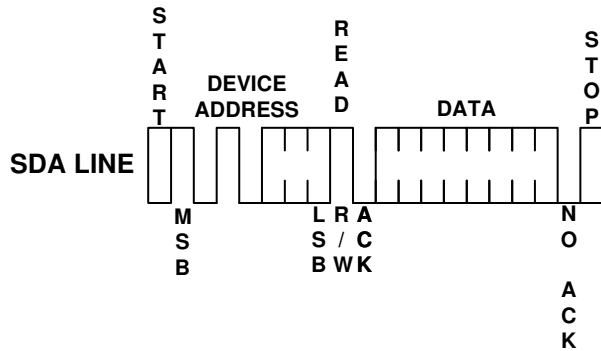 START
DEVICE
ADDRESS
READ
DATA
STOP
SDA LINE
MSB
LSB
R/W
ACK
NO ACK